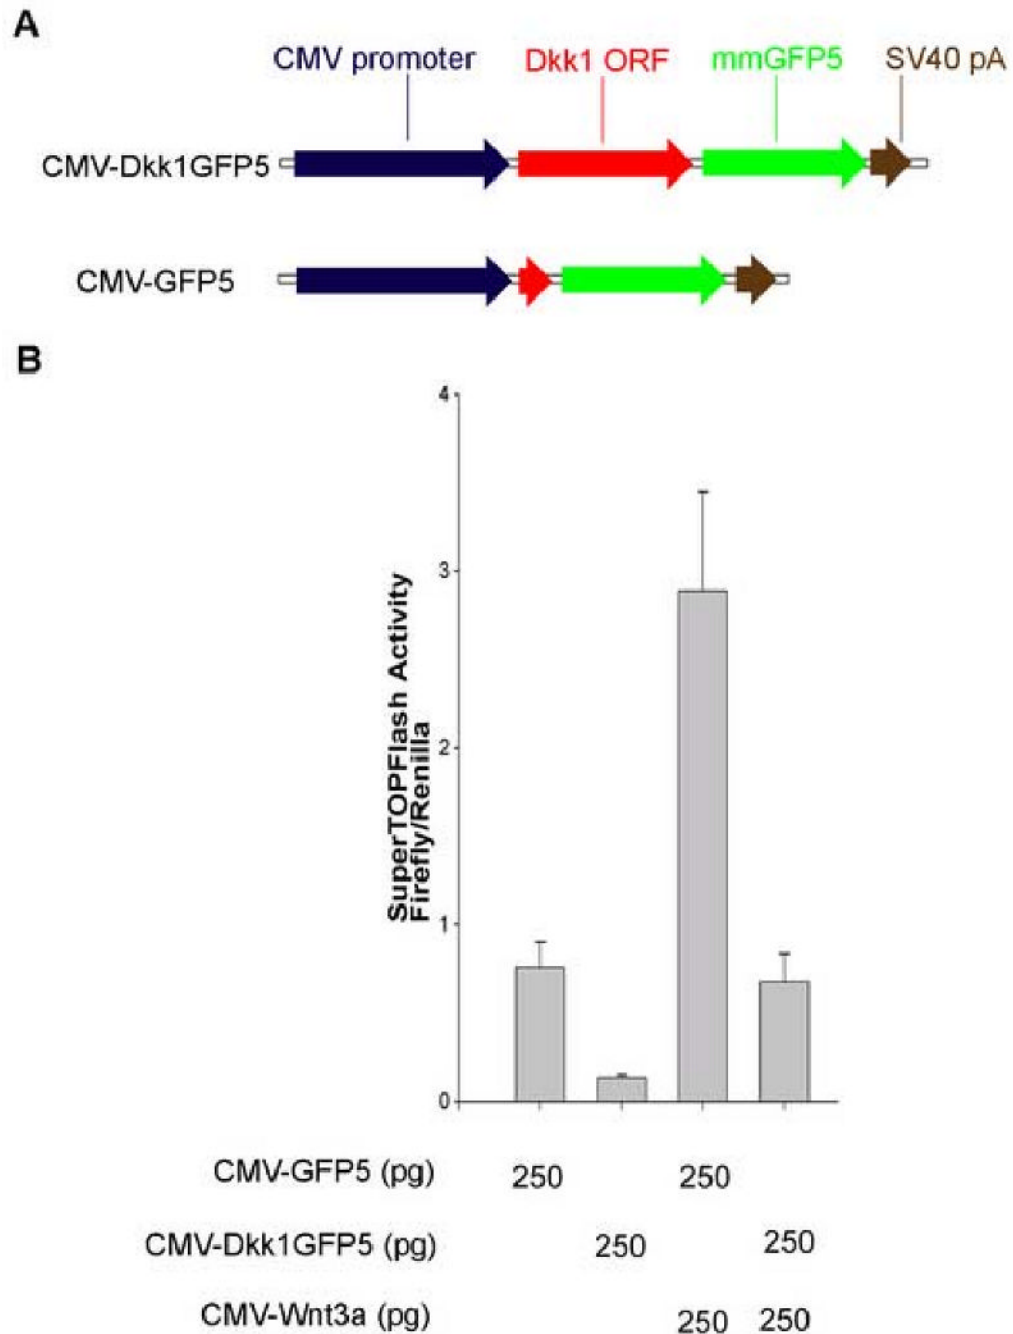 A
CMV promoter Dkk1 ORF mmGFP5 SV40 pA
CMV-Dkk1GFP5
CMV-GFP5
B
4
3
2
1
0
SuperTOPFlash Activity
Firefly/Renilla
CMV-GFP5 (pg) 250 250
CMV-Dkk1GFP5 (pg) 250 250
CMV-Wnt3a (pg) 250 250